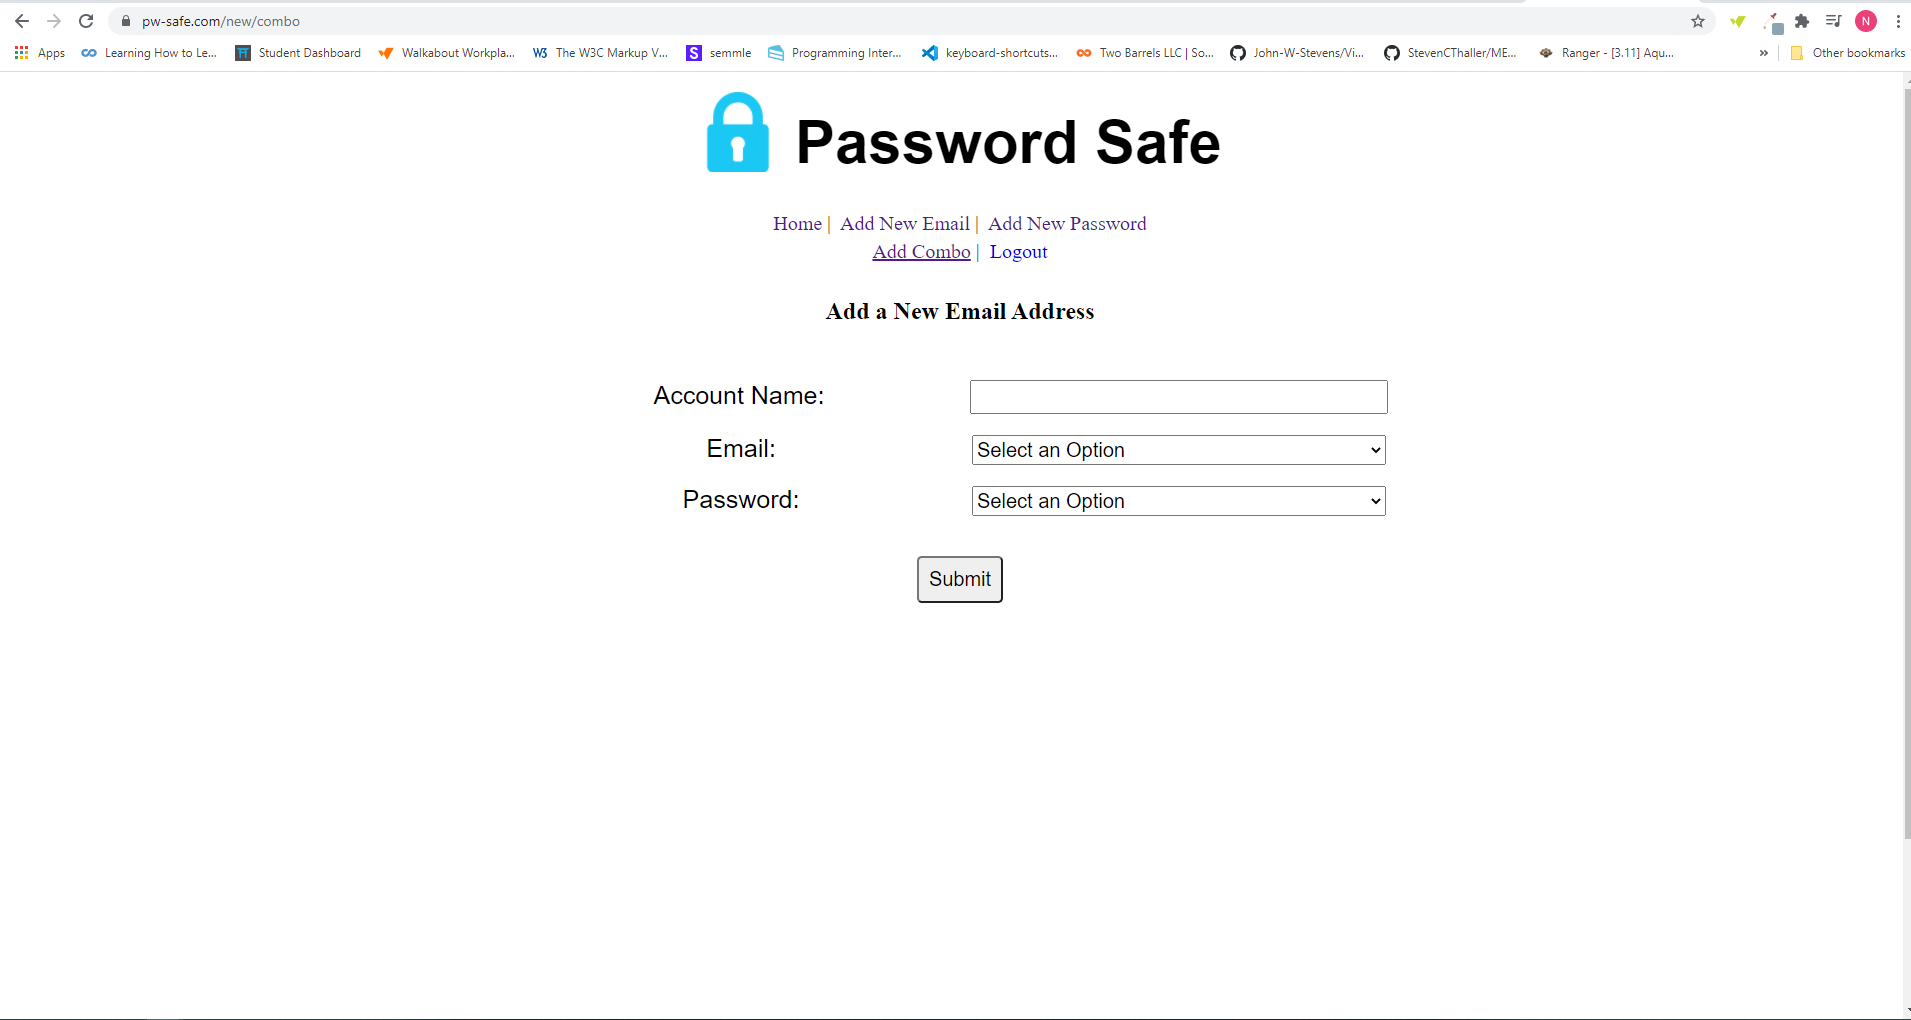 pw-safe.com/new/combo
N
Apps Learning How to Le... Student Dashboard Walkabout Workpla... W3 The W3C Markup V... S semmle Programming Inter... keyboard-shortcuts... Two Barrels LLC | So... John-W-Stevens/Vi... StevenCThaller/ME... Ranger - [3.11] Aqu... » Other bookmarks
Password Safe
Home | Add New Email | Add New Password
Add Combo | Logout
Add a New Email Address
Account Name:
Email: Select an Option
Password: Select an Option
Submit